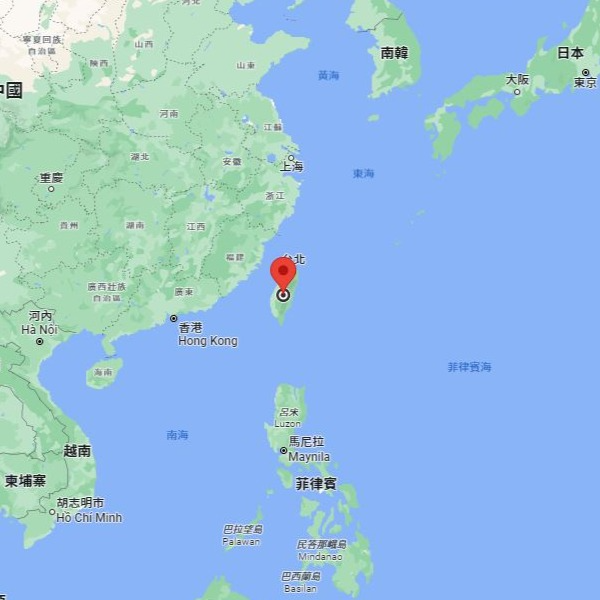 河北
寧夏回族
自治區
山西
陝西
山東
南韓
日本
中國
黃海
大阪
東京
河南
江蘇
湖北
安徽
上海
東海
重慶
浙江
貴州
湖南
江西
福建
台北
廣西壯族
自治區
廣東
河內
Hà Nội
香港
Hong Kong
海南
菲律賓海
呂宋
Luzon
南海
馬尼拉
Maynila
越南
菲律賓
柬埔寨
胡志明市
Hồ Chí Minh
巴拉望島
Palawan
民答那峨島
Mindanao
巴西蘭島
Basilan